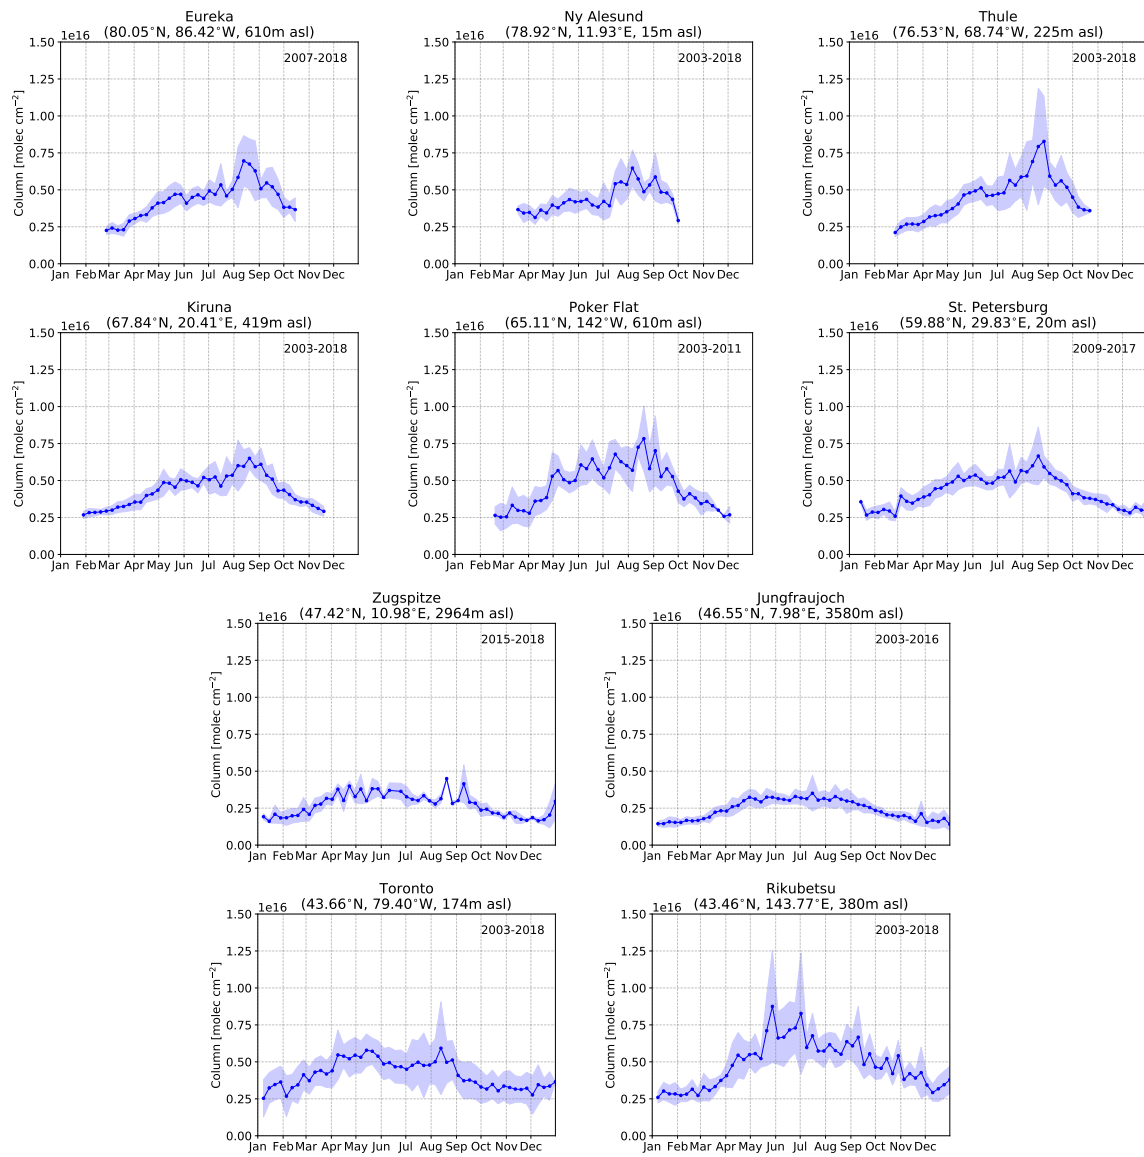 Eureka
(80.05°N, 86.42°W, 610m asl)
1e16
2007-2018
Column [molec cm⁻²]
1.50
1.25
1.00
0.75
0.50
0.25
0.00
Jan Feb Mar Apr May Jun Jul Aug Sep Oct Nov Dec
Ny Alesund
(78.92°N, 11.93°E, 15m asl)
1e16
2003-2018
Column [molec cm⁻²]
1.50
1.25
1.00
0.75
0.50
0.25
0.00
Jan Feb Mar Apr May Jun Jul Aug Sep Oct Nov Dec
Thule
(76.53°N, 68.74°W, 225m asl)
1e16
2003-2018
Column [molec cm⁻²]
1.50
1.25
1.00
0.75
0.50
0.25
0.00
Jan Feb Mar Apr May Jun Jul Aug Sep Oct Nov Dec
Kiruna
(67.84°N, 20.41°E, 419m asl)
1e16
2003-2018
Column [molec cm⁻²]
1.50
1.25
1.00
0.75
0.50
0.25
0.00
Jan Feb Mar Apr May Jun Jul Aug Sep Oct Nov Dec
Poker Flat
(65.11°N, 142°W, 610m asl)
1e16
2003-2011
Column [molec cm⁻²]
1.50
1.25
1.00
0.75
0.50
0.25
0.00
Jan Feb Mar Apr May Jun Jul Aug Sep Oct Nov Dec
St. Petersburg
(59.88°N, 29.83°E, 20m asl)
1e16
2009-2017
Column [molec cm⁻²]
1.50
1.25
1.00
0.75
0.50
0.25
0.00
Jan Feb Mar Apr May Jun Jul Aug Sep Oct Nov Dec
Zugspitze
(47.42°N, 10.98°E, 2964m asl)
1e16
2015-2018
Column [molec cm⁻²]
1.50
1.25
1.00
0.75
0.50
0.25
0.00
Jan Feb Mar Apr May Jun Jul Aug Sep Oct Nov Dec
Jungfraujoch
(46.55°N, 7.98°E, 3580m asl)
1e16
2003-2016
Column [molec cm⁻²]
1.50
1.25
1.00
0.75
0.50
0.25
0.00
Jan Feb Mar Apr May Jun Jul Aug Sep Oct Nov Dec
Toronto
(43.66°N, 79.40°W, 174m asl)
1e16
2003-2018
Column [molec cm⁻²]
1.50
1.25
1.00
0.75
0.50
0.25
0.00
Jan Feb Mar Apr May Jun Jul Aug Sep Oct Nov Dec
Rikubetsu
(43.46°N, 143.77°E, 380m asl)
1e16
2003-2018
Column [molec cm⁻²]
1.50
1.25
1.00
0.75
0.50
0.25
0.00
Jan Feb Mar Apr May Jun Jul Aug Sep Oct Nov Dec